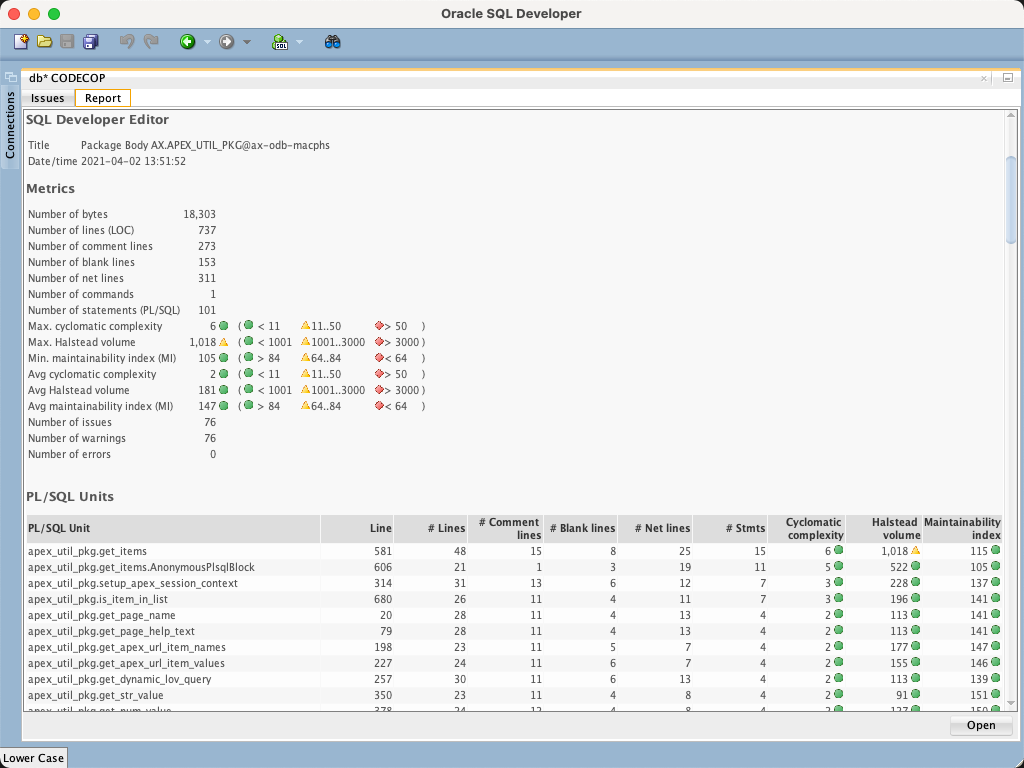 Oracle SQL Developer
SQL
db* CODECOP
Connections
Issues Report
SQL Developer Editor
Title Package Body AX.APEX_UTIL_PKG@ax-odb-macphs
Date/time 2021-04-02 13:51:52
Metrics
Number of bytes 18,303
Number of lines (LOC) 737
Number of comment lines 273
Number of blank lines 153
Number of net lines 311
Number of commands 1
Number of statements (PL/SQL) 101
Max. cyclomatic complexity 6 ( < 11 11..50 > 50 )
Max. Halstead volume 1,018 ( < 1001 1001..3000 > 3000 )
Min. maintainability index (MI) 105 ( > 84 64..84 < 64 )
Avg cyclomatic complexity 2 ( < 11 11..50 > 50 )
Avg Halstead volume 181 ( < 1001 1001..3000 > 3000 )
Avg maintainability index (MI) 147 ( > 84 64..84 < 64 )
Number of issues 76
Number of warnings 76
Number of errors 0
PL/SQL Units
PL/SQL Unit Line # Lines # Comment lines # Blank lines # Net lines # Stmts Cyclomatic complexity Halstead volume Maintainability index
apex_util_pkg.get_items 581 48 15 8 25 15 6 1,018 115
apex_util_pkg.get_items.AnonymousPlsqlBlock 606 21 1 3 19 11 5 522 105
apex_util_pkg.setup_apex_session_context 314 31 13 6 12 7 3 228 137
apex_util_pkg.is_item_in_list 680 26 11 4 11 7 3 196 141
apex_util_pkg.get_page_name 20 28 11 4 13 4 2 113 141
apex_util_pkg.get_page_help_text 79 28 11 4 13 4 2 113 141
apex_util_pkg.get_apex_url_item_names 198 23 11 5 7 4 2 177 147
apex_util_pkg.get_apex_url_item_values 227 24 11 6 7 4 2 155 146
apex_util_pkg.get_dynamic_lov_query 257 30 11 6 13 4 2 113 139
apex_util_pkg.get_str_value 350 23 11 4 8 4 2 91 151
apex_util_pkg.get_num_value 378 24 12 4 8 4 2 127 150
Open
Lower Case